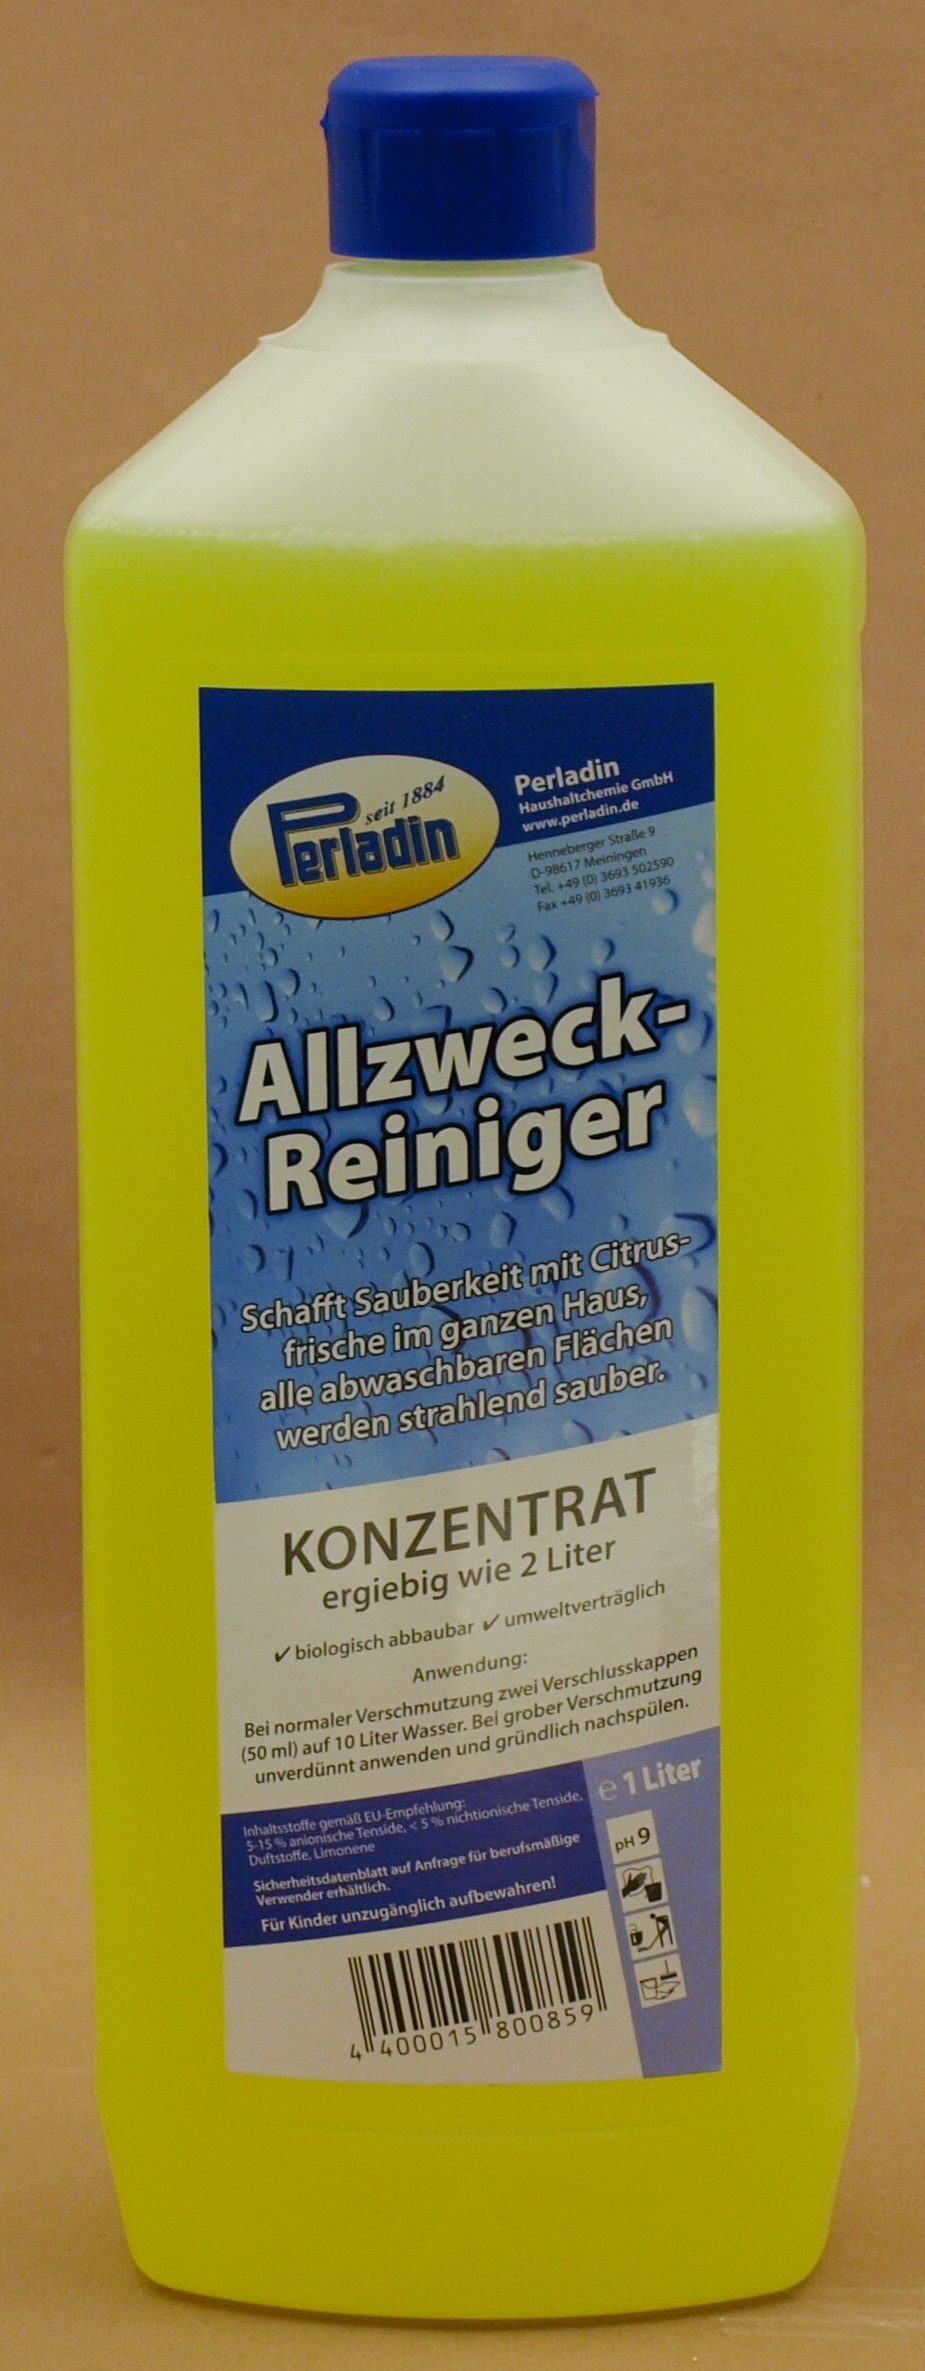 seit 1884
Perladin
Perladin
Haushaltchemie GmbH
www.perladin.de
Henneberger Straße 9
D-98617 Meiningen
Tel. +49 (0) 3693 502590
Fax +49 (0) 3693 41936
Allzweck-
Reiniger
Schafft Sauberkeit mit Citrus-
frische im ganzen Haus,
alle abwaschbaren Flächen
werden strahlend sauber.
KONZENTRAT
ergiebig wie 2 Liter
✓ biologisch abbaubar ✓ umweltverträglich
Anwendung:
Bei normaler Verschmutzung zwei Verschlusskappen
(50 ml) auf 10 Liter Wasser. Bei grober Verschmutzung
unverdünnt anwenden und gründlich nachspülen.
Inhaltsstoffe gemäß EU-Empfehlung:
5-15 % anionische Tenside, < 5 % nichtionische Tenside,
Duftstoffe, Limonene
Sicherheitsdatenblatt auf Anfrage für berufsmäßige
Verwender erhältlich.
Für Kinder unzugänglich aufbewahren!
℮ 1 Liter
pH 9
4 400015 800859